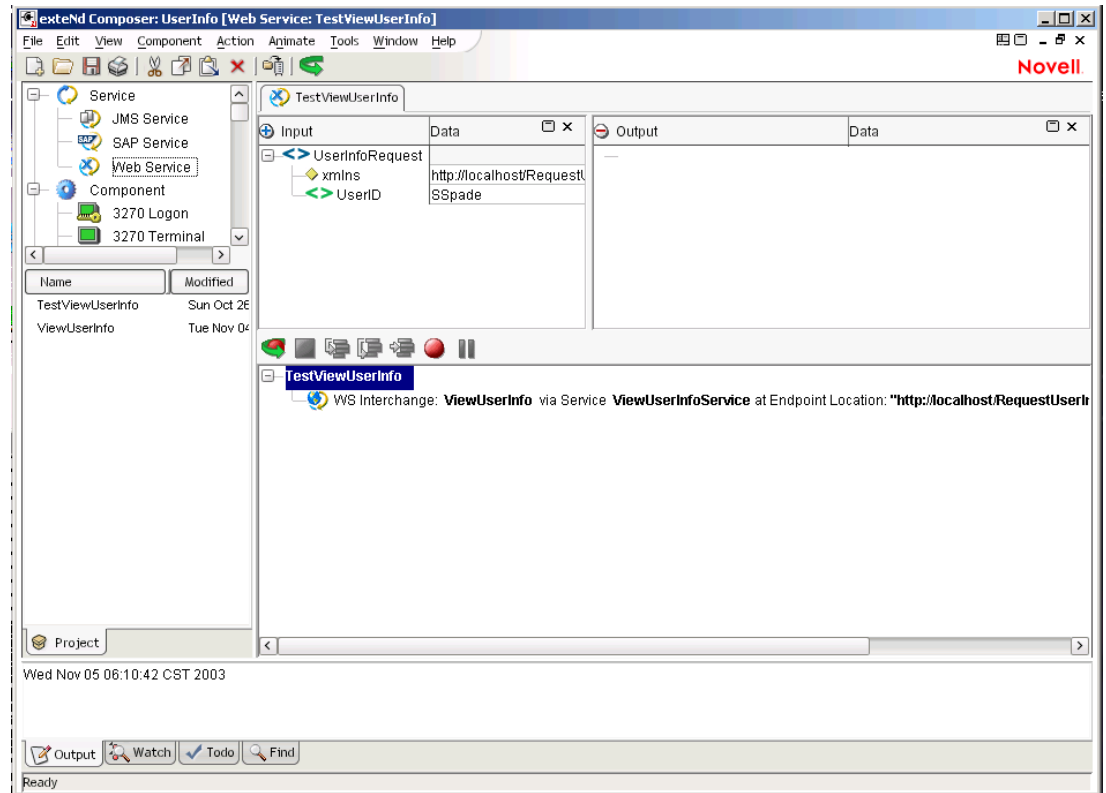 exteNd Composer: UserInfo [Web Service: TestViewUserInfo]
File Edit View Component Action Animate Tools Window Help
Novell.
Service
JMS Service
SAP Service
Web Service
Component
3270 Logon
3270 Terminal
Name Modified
TestViewUserInfo Sun Oct 26
ViewUserInfo Tue Nov 04
Project
TestViewUserInfo
Input Data
UserInfoRequest
xmlns http://localhost/RequestU
UserID SSpade
Output Data
TestViewUserInfo
WS Interchange: ViewUserInfo via Service ViewUserInfoService at Endpoint Location: "http://localhost/RequestUserIn
Wed Nov 05 06:10:42 CST 2003
Output Watch Todo Find
Ready